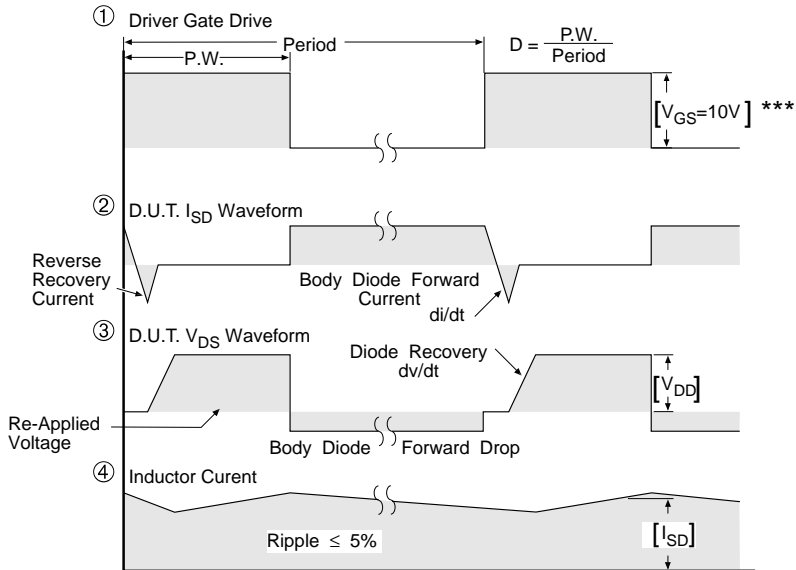 ① Driver Gate Drive
Period
P.W.
D = P.W.
Period
[VGS=10V] ***
② D.U.T. ISD Waveform
Reverse
Recovery
Current
Body Diode Forward
Current
di/dt
③ D.U.T. VDS Waveform
Diode Recovery
dv/dt
[VDD]
Re-Applied
Voltage
Body Diode Forward Drop
④ Inductor Curent
Ripple ≤ 5%
[ISD]